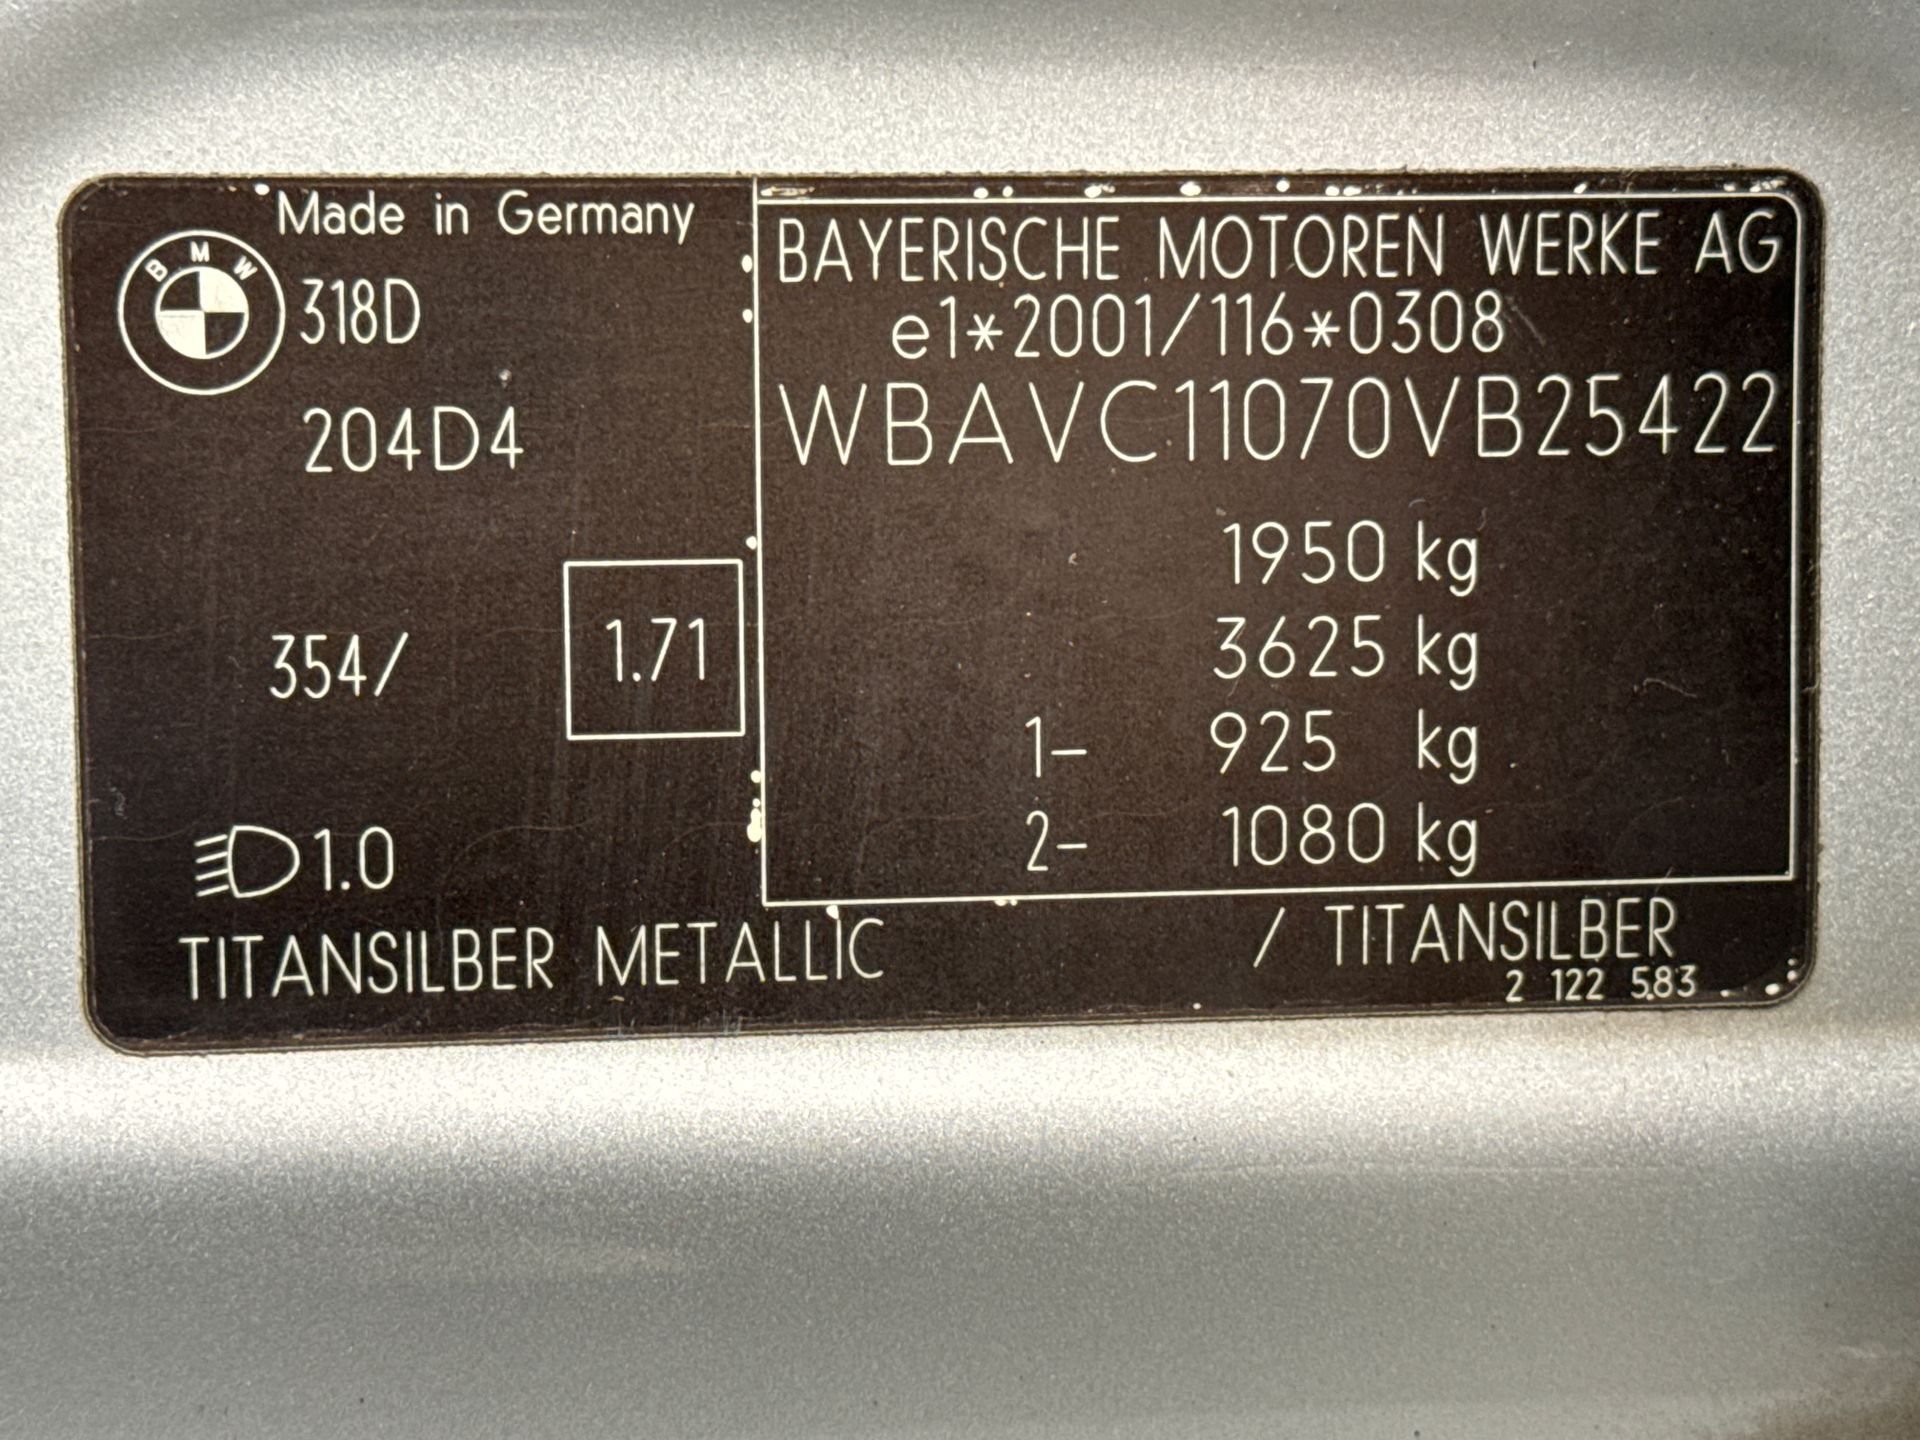 Made in Germany
BMW
318D
204D4
354/
1.71
1.0
BAYERISCHE MOTOREN WERKE AG
e1*2001/116*0308
WBAVC11070VB25422
1950 kg
3625 kg
1- 925 kg
2- 1080 kg
TITANSILBER METALLIC / TITANSILBER
2 122 583